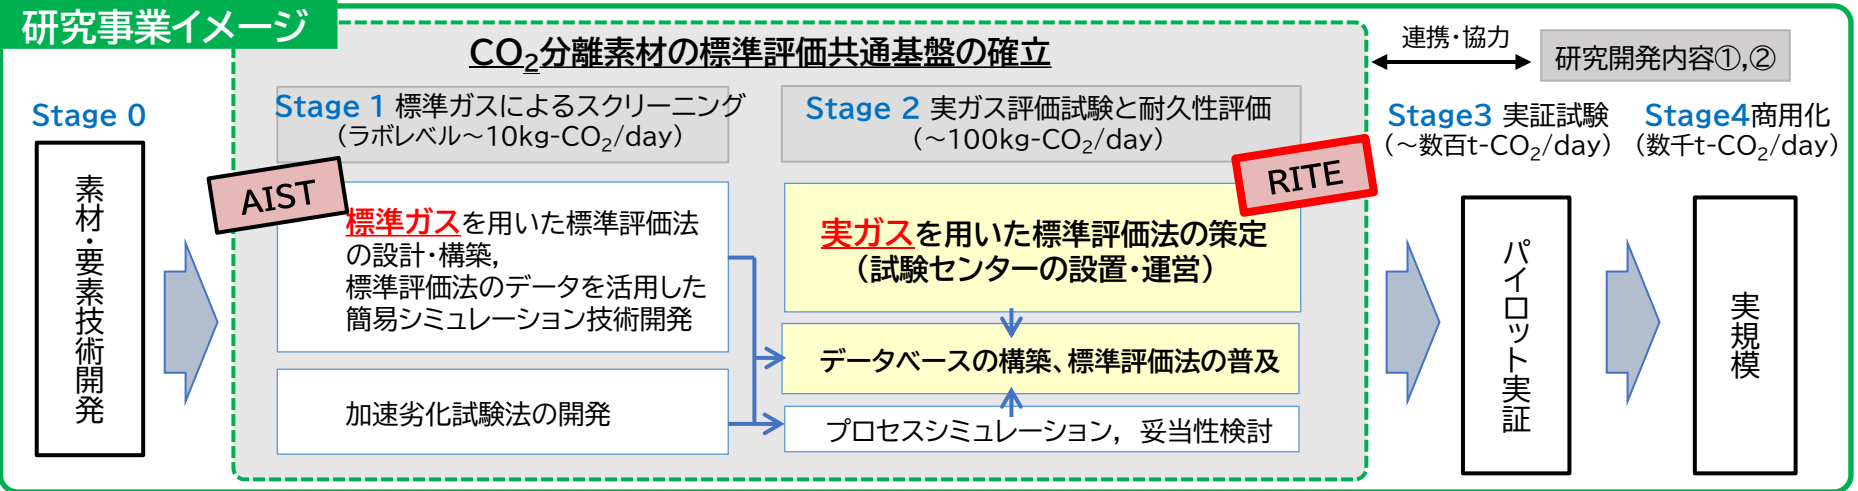 研究事業イメージ
CO2分離素材の標準評価共通基盤の確立
連携・協力
研究開発内容①,②
Stage 0
素材・要素技術開発
Stage 1 標準ガスによるスクリーニング
(ラボレベル～10kg-CO2/day)
AIST
標準ガスを用いた標準評価法
の設計・構築,
標準評価法のデータを活用した
簡易シミュレーション技術開発
加速劣化試験法の開発
Stage 2 実ガス評価試験と耐久性評価
(～100kg-CO2/day)
RITE
実ガスを用いた標準評価法の策定
(試験センターの設置・運営)
データベースの構築、標準評価法の普及
プロセスシミュレーション, 妥当性検討
Stage3 実証試験
(～数百t-CO2/day)
パイロット実証
Stage4商用化
(数千t-CO2/day)
実規模